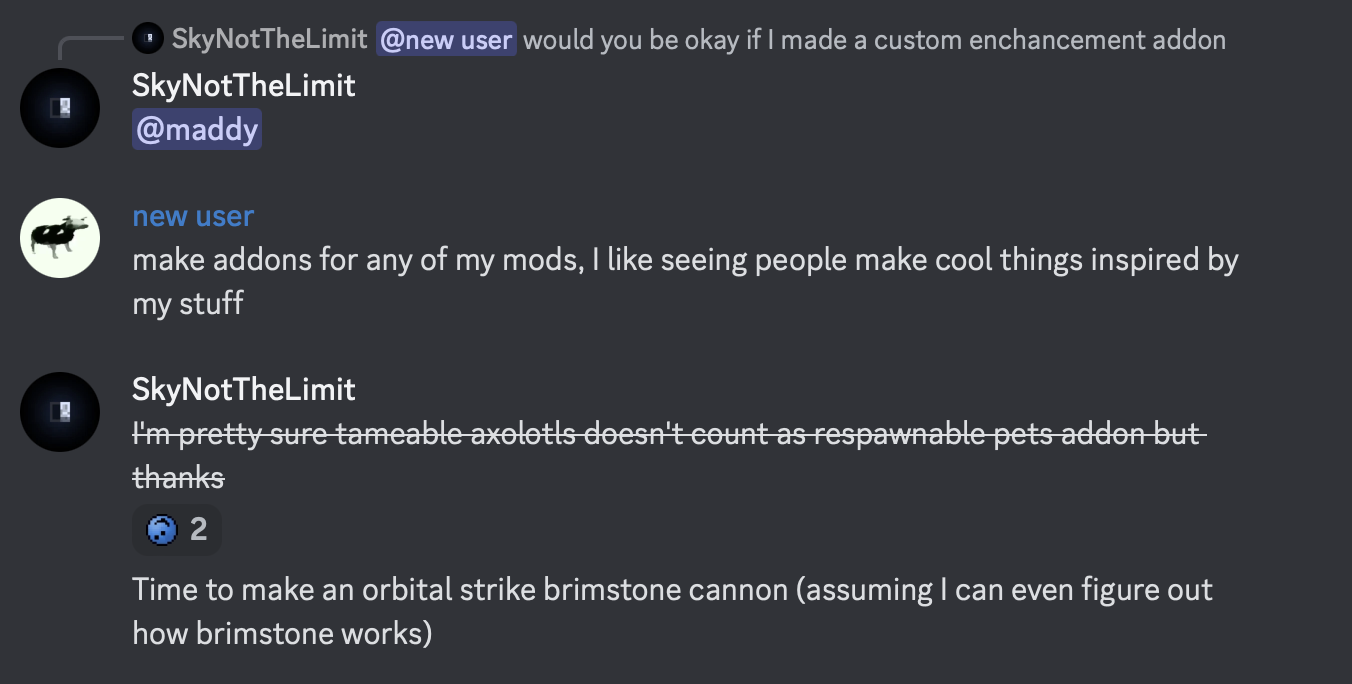 SkyNotTheLimit @new user would you be okay if I made a custom enchancement addon
SkyNotTheLimit
@maddy
new user
make addons for any of my mods, I like seeing people make cool things inspired by
my stuff
SkyNotTheLimit
I'm pretty sure tameable axolotls doesn't count as respawnable pets addon but
thanks
2
Time to make an orbital strike brimstone cannon (assuming I can even figure out
how brimstone works)